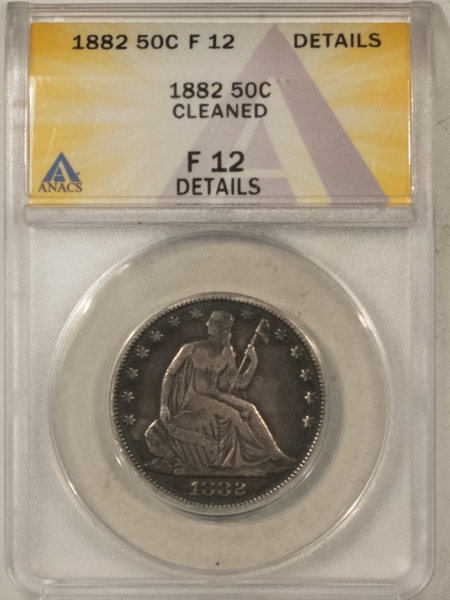 1882 50C F 12 DETAILS
1882 50C
CLEANED
F 12
DETAILS
ANACS
1882